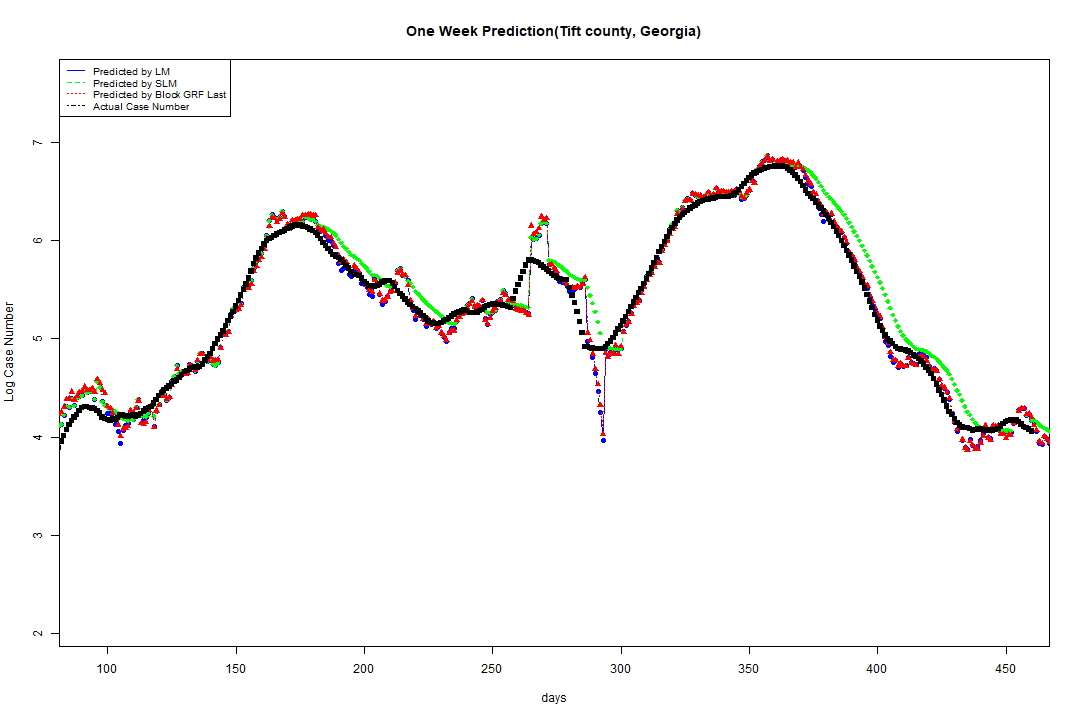 One Week Prediction(Tift county, Georgia)
Predicted by LM
Predicted by SLM
Predicted by Block GRF Last
Actual Case Number
7
6
5
4
3
2
Log Case Number
100 150 200 250 300 350 400 450
days